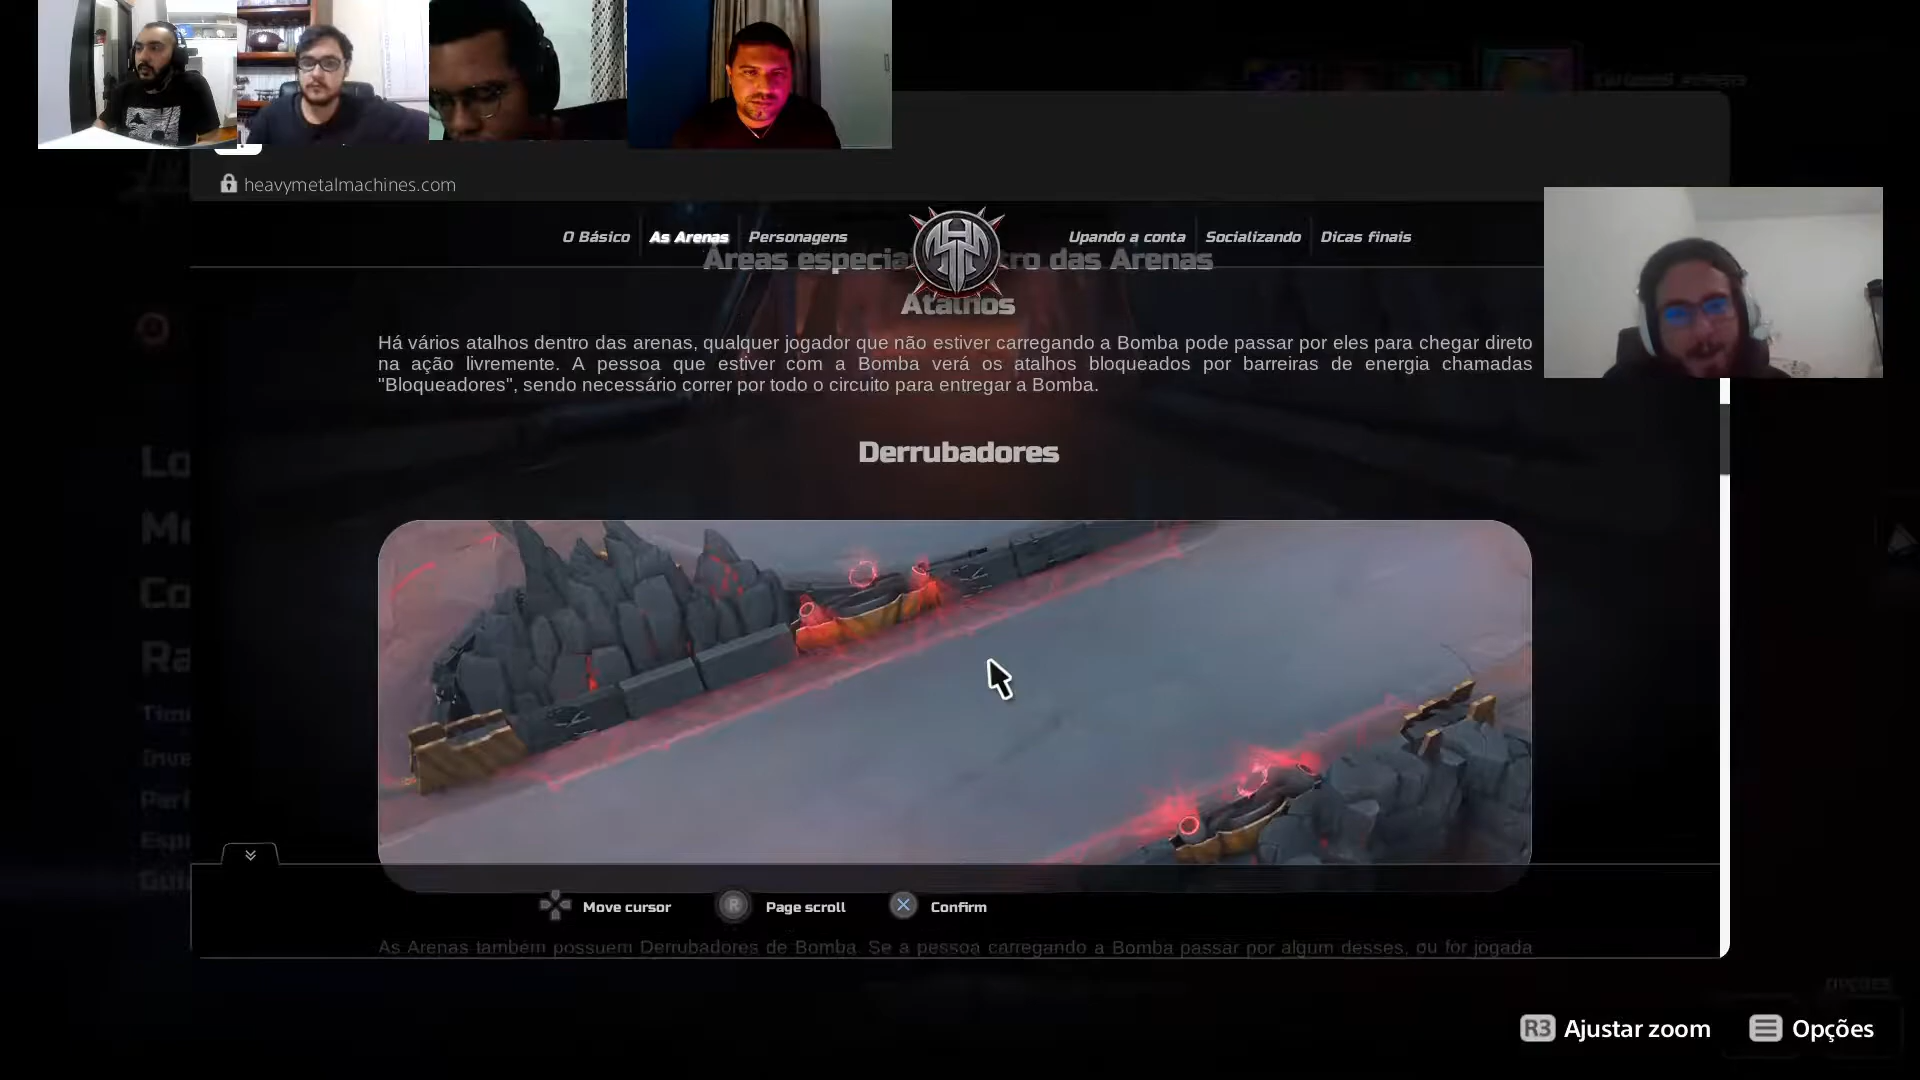 heavymetalmachines.com
O Básico
As Arenas
Personagens
Upando a conta
Socializando
Dicas finais
das Arenas
Atalhos
Há vários atalhos dentro das arenas, qualquer jogador que não estiver carregando a Bomba pode passar por eles para chegar direto
na ação livremente. A pessoa que estiver com a Bomba verá os atalhos bloqueados por barreiras de energia chamadas
"Bloqueadores", sendo necessário correr por todo o circuito para entregar a Bomba.
Derrubadores
Move cursor
R
Page scroll
Confirm
As Arenas também possuem Derrubadores de Bomba. Se a pessoa carregando a Bomba passar por algum desses, ou for jogada
OPÇÕES
R3 Ajustar zoom
Opções